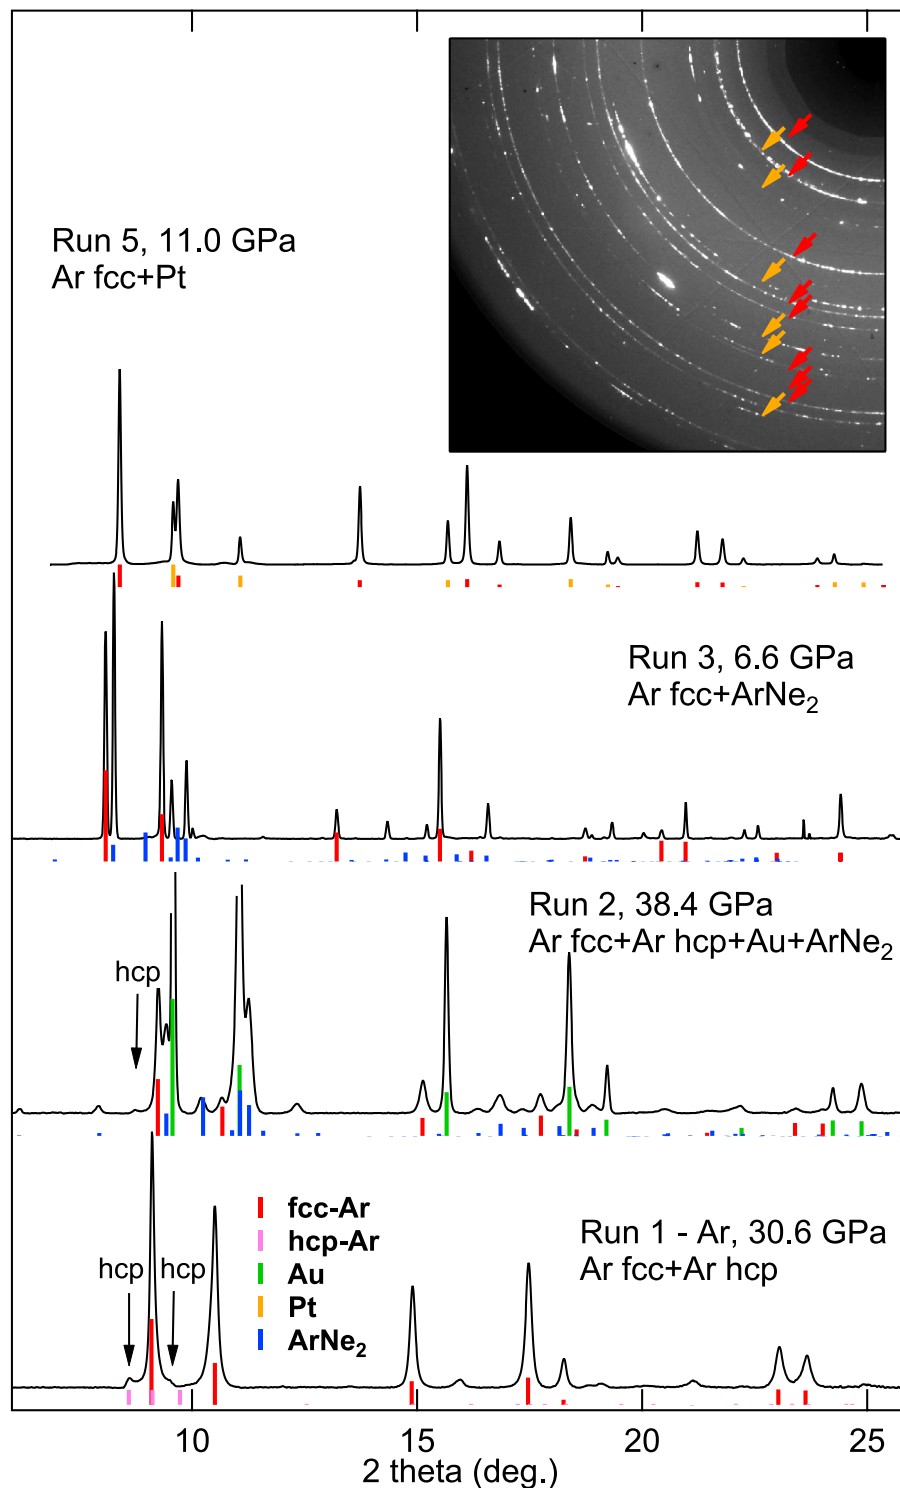 Run 5, 11.0 GPa
Ar fcc+Pt
Run 3, 6.6 GPa
Ar fcc+ArNe₂
Run 2, 38.4 GPa
Ar fcc+Ar hcp+Au+ArNe₂
hcp
fcc-Ar
hcp-Ar
Au
Pt
ArNe₂
Run 1 - Ar, 30.6 GPa
Ar fcc+Ar hcp
hcp hcp
10 15 20 25
2 theta (deg.)